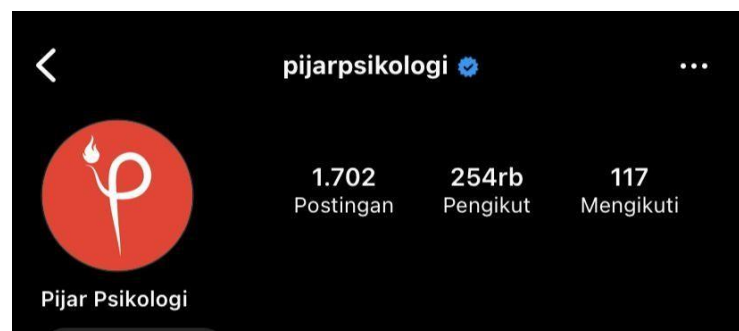 pijarpsikologi
1.702 254rb 117
Postingan Pengikut Mengikuti
Pijar Psikologi